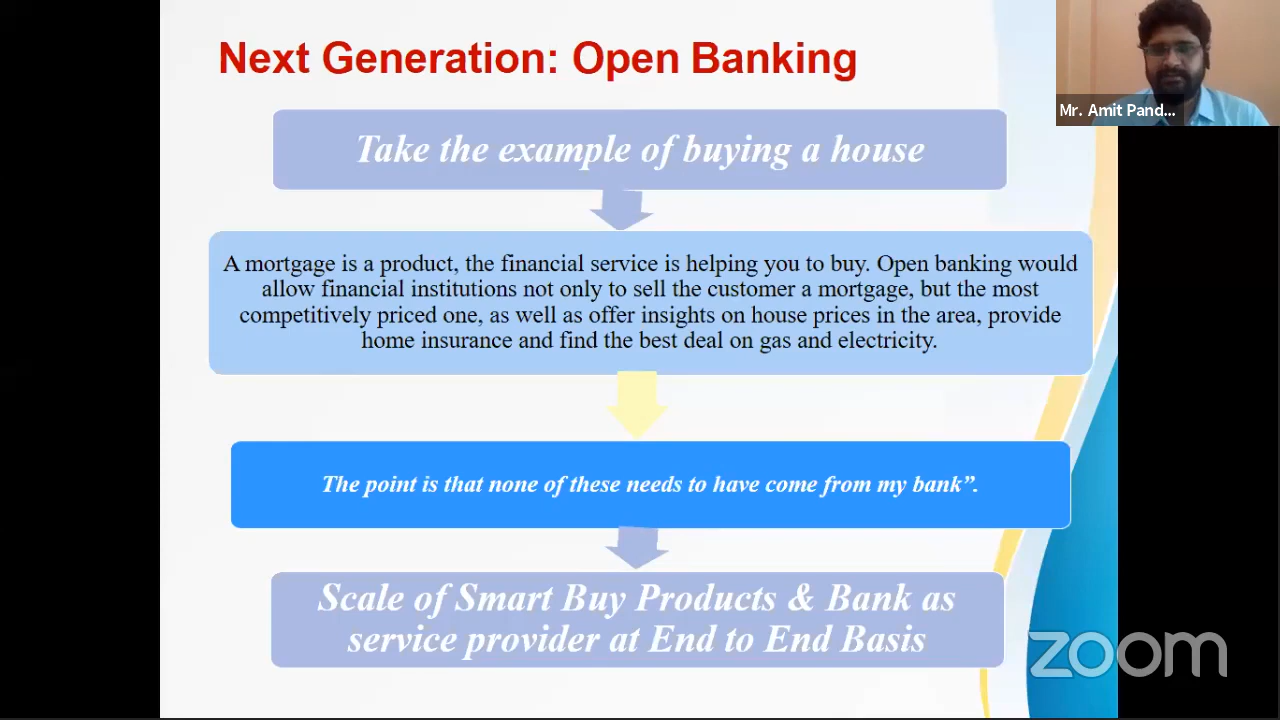 Next Generation: Open Banking
Mr. Amit Pand...
Take the example of buying a house
A mortgage is a product, the financial service is helping you to buy. Open banking would
allow financial institutions not only to sell the customer a mortgage, but the most
competitively priced one, as well as offer insights on house prices in the area, provide
home insurance and find the best deal on gas and electricity.
The point is that none of these needs to have come from my bank”.
Scale of Smart Buy Products & Bank as
service provider at End to End Basis
zoom